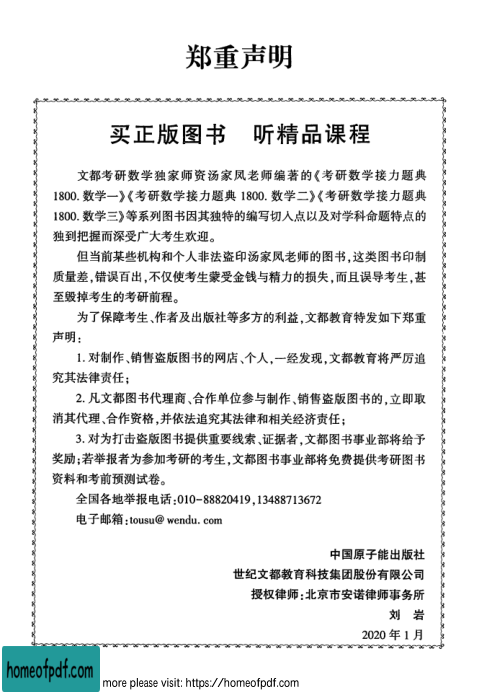 郑重声明
买正版图书 听精品课程
文都考研数学独家师资汤家凤老师编著的《考研数学接力题典
1800.数学一》《考研数学接力题典 1800.数学二》《考研数学接力题典
1800.数学三》等系列图书因其独特的编写切入点以及对学科命题特点的
独到把握而深受广大考生欢迎。
但当前某些机构和个人非法盗印汤家凤老师的图书,这类图书印制
质量差,错误百出,不仅使考生蒙受金钱与精力的损失,而且误导考生,甚
至毁掉考生的考研前程。
为了保障考生、作者及出版社等多方的利益,文都教育特发如下郑重
声明:
1. 对制作、销售盗版图书的网店、个人,一经发现,文都教育将严厉追
究其法律责任;
2. 凡文都图书代理商、合作单位参与制作、销售盗版图书的,立即取
消其代理、合作资格,并依法追究其法律和相关经济责任;
3. 对为打击盗版图书提供重要线索、证据者,文都图书事业部将给予
奖励;若举报者为参加考研的考生,文都图书事业部将免费提供考研图书
资料和考前预测试卷。
全国各地举报电话:010-88820419,13488713672
电子邮箱:tousu@wendu.com
中国原子能出版社
世纪文都教育科技集团股份有限公司
授权律师:北京市安诺律师事务所
刘 岩
2020 年 1 月
homeofpdf.com
more please visit: https://homeofpdf.com